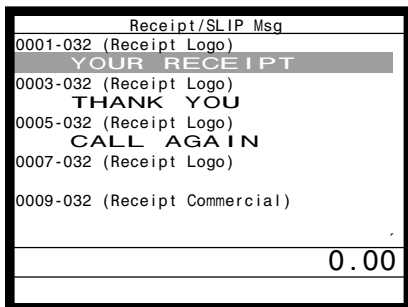 Receipt/SLIP Msg
0001-032 (Receipt Logo)
YOUR RECEIPT
0003-032 (Receipt Logo)
THANK YOU
0005-032 (Receipt Logo)
CALL AGAIN
0007-032 (Receipt Logo)
0009-032 (Receipt Commercial)
0.00